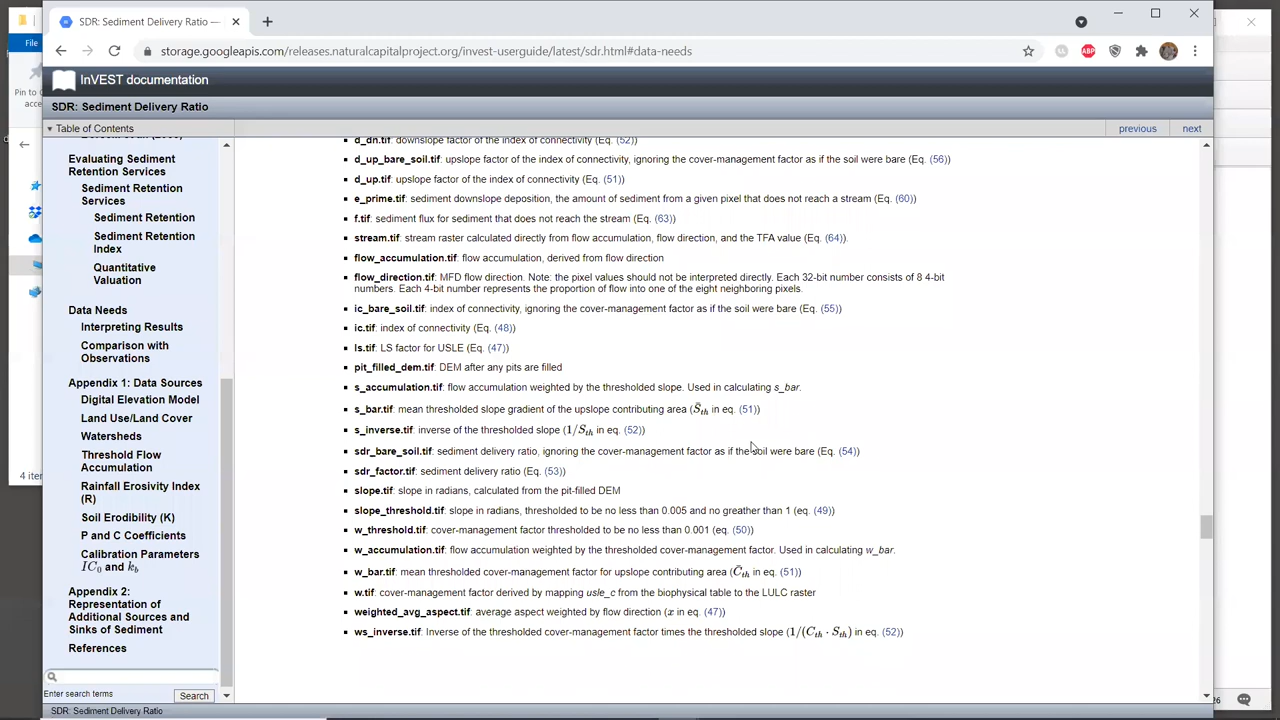 File
Pin to
acce
4 ite
SDR: Sediment Delivery Ratio —
storage.googleapis.com/releases.naturalcapitalproject.org/invest-userguide/latest/sdr.html#data-needs
ABP
InVEST documentation
SDR: Sediment Delivery Ratio
Table of Contents
previous
next
Evaluating Sediment
Retention Services
Sediment Retention
Services
Sediment Retention
Sediment Retention
Index
Quantitative
Valuation
Data Needs
Interpreting Results
Comparison with
Observations
Appendix 1: Data Sources
Digital Elevation Model
Land Use/Land Cover
Watersheds
Threshold Flow
Accumulation
Rainfall Erosivity Index
(R)
Soil Erodibility (K)
P and C Coefficients
Calibration Parameters
IC₀ and k_b
Appendix 2:
Representation of
Additional Sources and
Sinks of Sediment
References
Enter search terms
Search
d_dn.tif: downslope factor of the index of connectivity (Eq. (52))
d_up_bare_soil.tif: upslope factor of the index of connectivity, ignoring the cover-management factor as if the soil were bare (Eq. (56))
d_up.tif: upslope factor of the index of connectivity (Eq. (51))
e_prime.tif: sediment downslope deposition, the amount of sediment from a given pixel that does not reach a stream (Eq. (60))
f.tif: sediment flux for sediment that does not reach the stream (Eq. (63))
stream.tif: stream raster calculated directly from flow accumulation, flow direction, and the TFA value (Eq. (64)).
flow_accumulation.tif: flow accumulation, derived from flow direction
flow_direction.tif: MFD flow direction. Note: the pixel values should not be interpreted directly. Each 32-bit number consists of 8 4-bit
numbers. Each 4-bit number represents the proportion of flow into one of the eight neighboring pixels.
ic_bare_soil.tif: index of connectivity, ignoring the cover-management factor as if the soil were bare (Eq. (55))
ic.tif: index of connectivity (Eq. (48))
ls.tif: LS factor for USLE (Eq. (47))
pit_filled_dem.tif: DEM after any pits are filled
s_accumulation.tif: flow accumulation weighted by the thresholded slope. Used in calculating s_bar.
s_bar.tif: mean thresholded slope gradient of the upslope contributing area (S̄_th in eq. (51))
s_inverse.tif: inverse of the thresholded slope (1/S_th in eq. (52))
sdr_bare_soil.tif: sediment delivery ratio, ignoring the cover-management factor as if the soil were bare (Eq. (54))
sdr_factor.tif: sediment delivery ratio (Eq. (53))
slope.tif: slope in radians, calculated from the pit-filled DEM
slope_threshold.tif: slope in radians, thresholded to be no less than 0.005 and no greather than 1 (eq. (49))
w_threshold.tif: cover-management factor thresholded to be no less than 0.001 (eq. (50))
w_accumulation.tif: flow accumulation weighted by the thresholded cover-management factor. Used in calculating w_bar.
w_bar.tif: mean thresholded cover-management factor for upslope contributing area (C̄_th in eq. (51))
w.tif: cover-management factor derived by mapping usle_c from the biophysical table to the LULC raster
weighted_avg_aspect.tif: average aspect weighted by flow direction (x in eq. (47))
ws_inverse.tif: Inverse of the thresholded cover-management factor times the thresholded slope (1/(C_th · S_th) in eq. (52))
SDR: Sediment Delivery Ratio